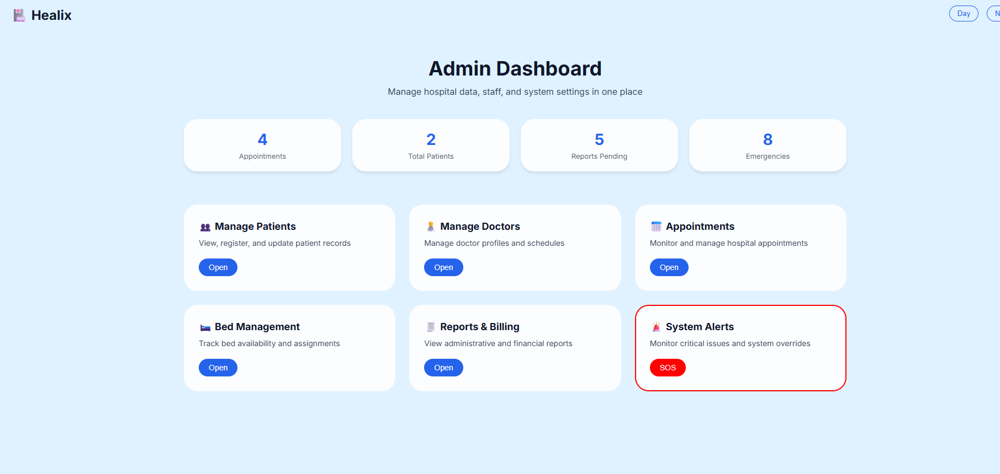 Healix
Day
N
Admin Dashboard
Manage hospital data, staff, and system settings in one place
4
Appointments
2
Total Patients
5
Reports Pending
8
Emergencies
Manage Patients
View, register, and update patient records
Open
Manage Doctors
Manage doctor profiles and schedules
Open
Appointments
Monitor and manage hospital appointments
Open
Bed Management
Track bed availability and assignments
Open
Reports & Billing
View administrative and financial reports
Open
System Alerts
Monitor critical issues and system overrides
SOS